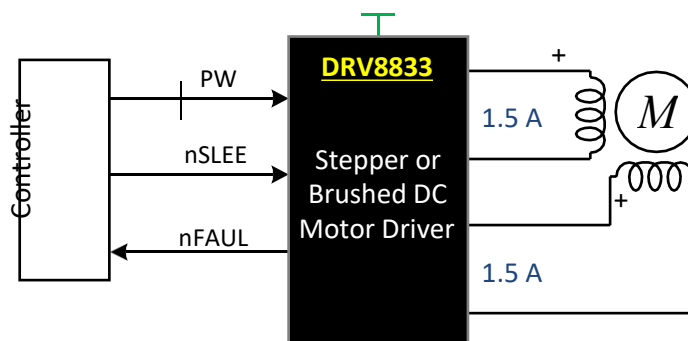 Controller
PW
nSLEE
nFAUL
DRV8833
Stepper or
Brushed DC
Motor Driver
+
1.5 A
M
+
1.5 A